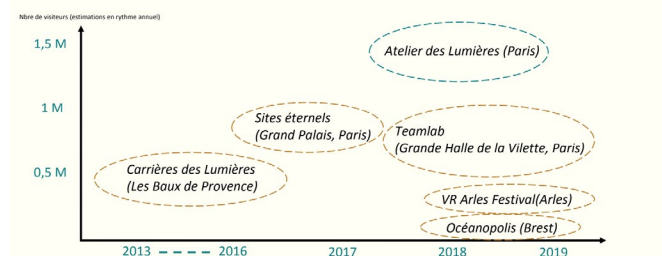 Nbre de visiteurs (estimations en rythme annuel)
1,5 M
Atelier des Lumières (Paris)
1 M
Sites éternels
(Grand Palais, Paris)
Teamlab
(Grande Halle de la Vilette, Paris)
0,5 M
Carrières des Lumières
(Les Baux de Provence)
VR Arles Festival(Arles)
Océanopolis (Brest)
2013 2016 2017 2018 2019